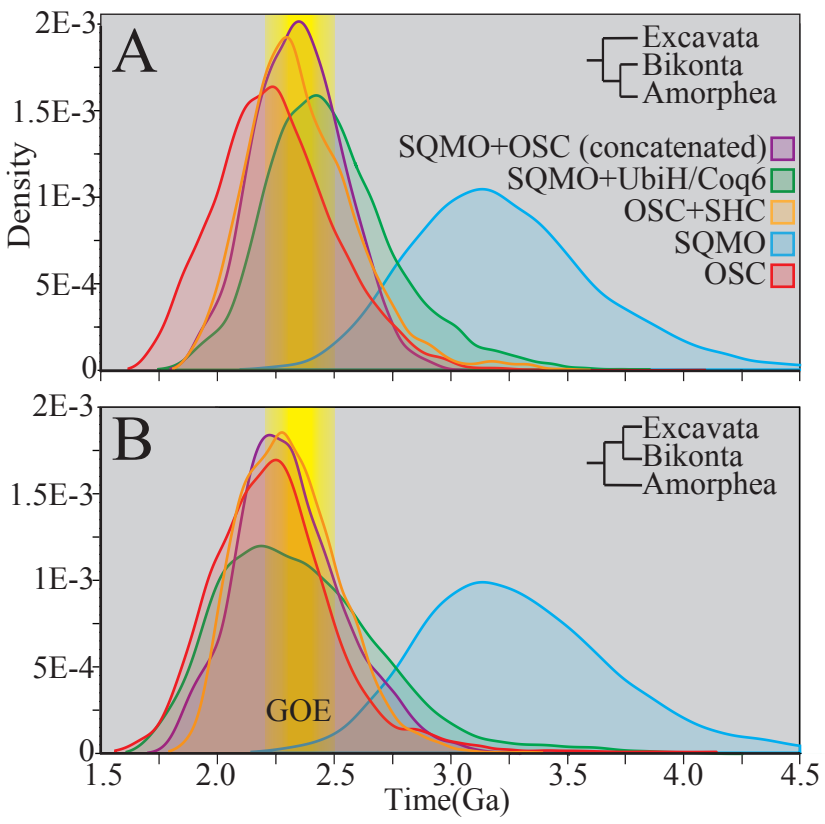 2E-3
A
Excavata
Bikonta
Amorphea
1.5E-3
SQMO+OSC (concatenated)
SQMO+UbiH/Coq6
Density
1E-3
OSC+SHC
SQMO
5E-4
OSC
0
2E-3
B
Excavata
Bikonta
Amorphea
1.5E-3
1E-3
5E-4
GOE
0
1.5 2.0 2.5 3.0 3.5 4.0 4.5
Time(Ga)